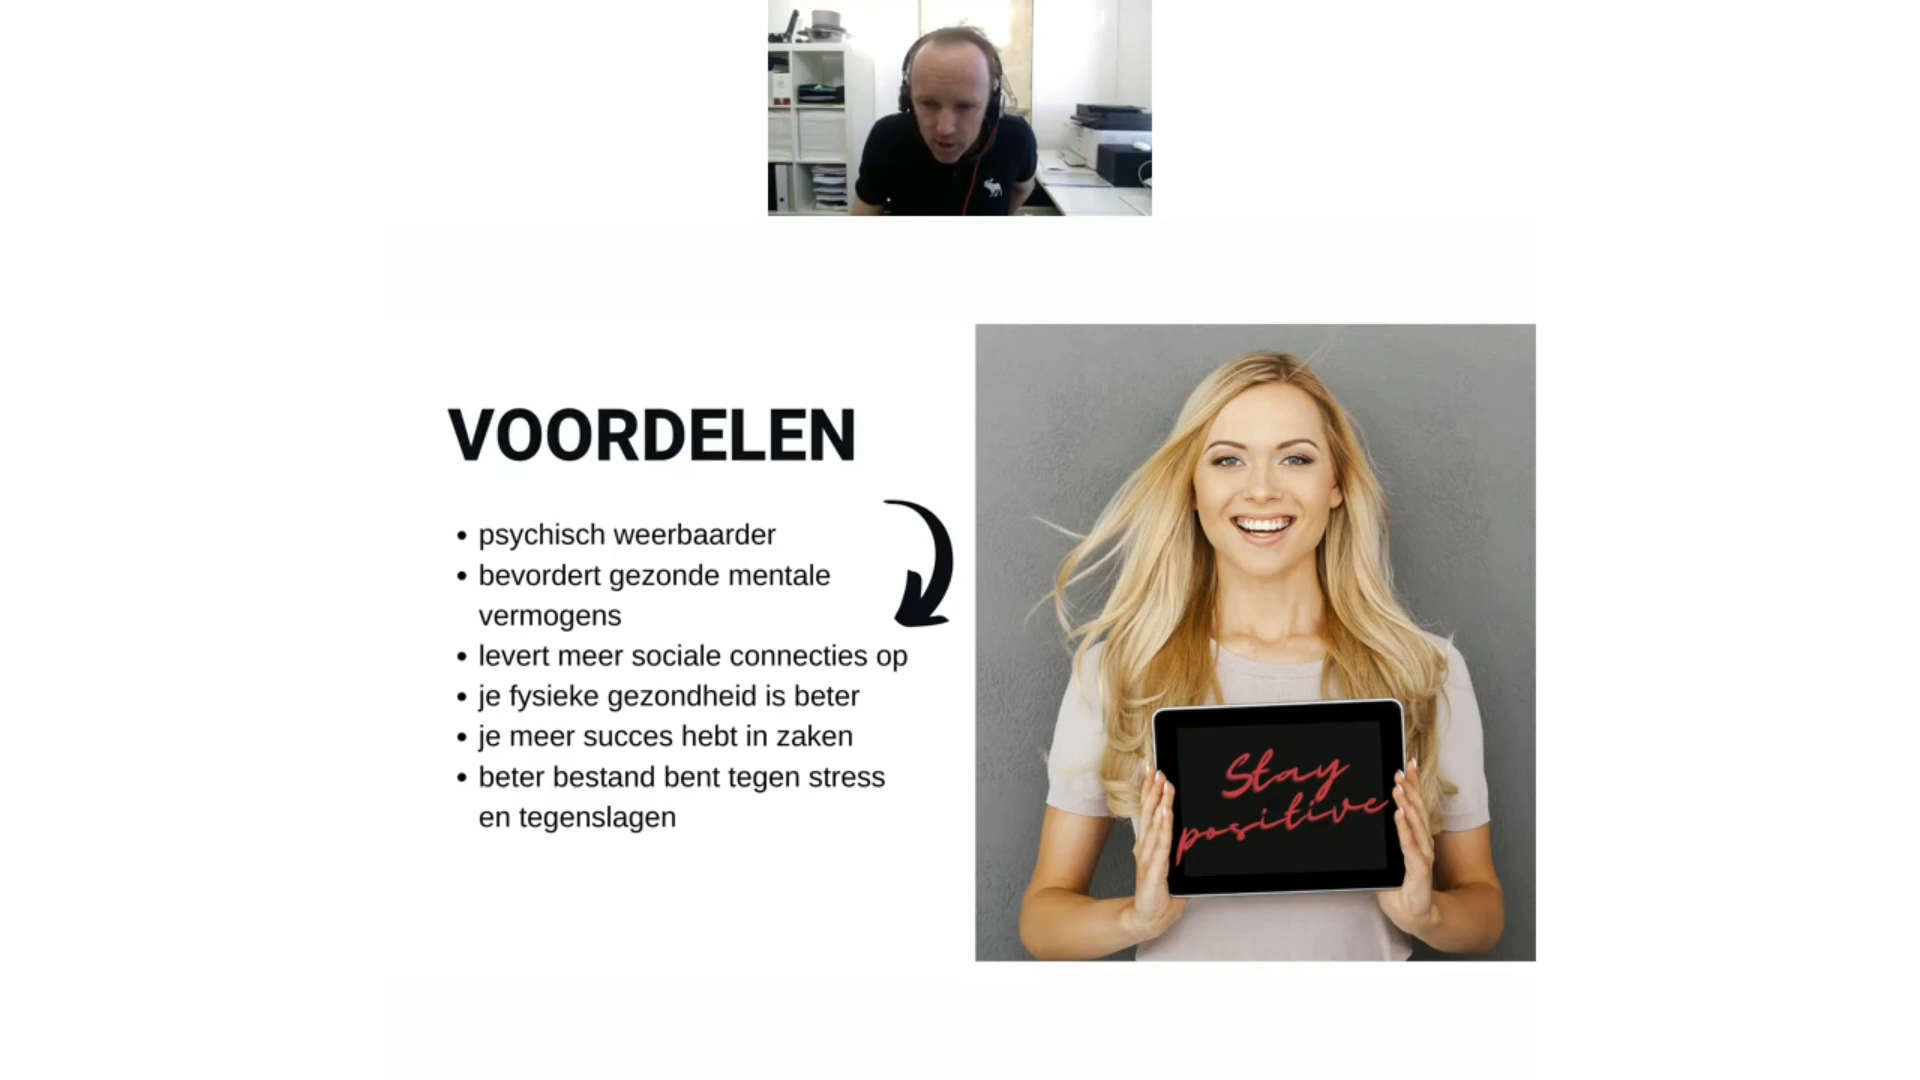 VOORDELEN
psychisch weerbaarder
bevordert gezonde mentale
vermogens
levert meer sociale connecties op
je fysieke gezondheid is beter
je meer succes hebt in zaken
beter bestand bent tegen stress
en tegenslagen
Stay
positive